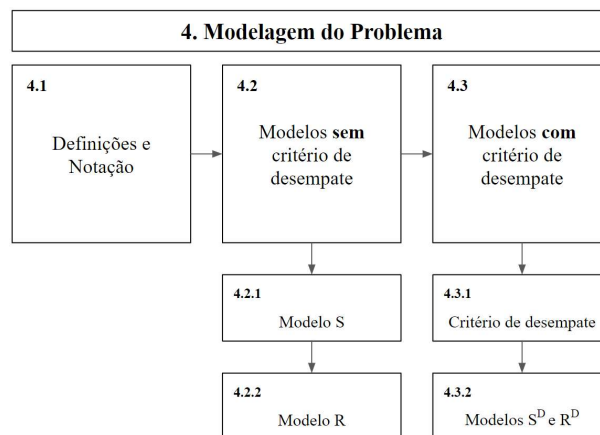 4. Modelagem do Problema
4.1
Definições e
Notação
4.2
Modelos sem
critério de
desempate
4.3
Modelos com
critério de
desempate
4.2.1
Modelo S
4.2.2
Modelo R
4.3.1
Critério de desempate
4.3.2
Modelos S^D e R^D